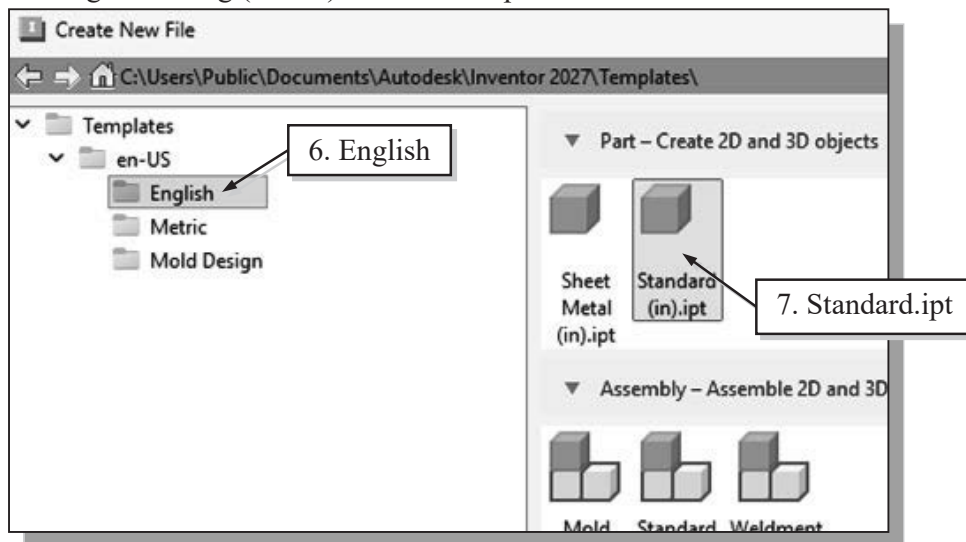 Create New File
C:\Users\Public\Documents\Autodesk\Inventor 2027\Templates\
Templates
en-US
English
Metric
Mold Design
6. English
Part – Create 2D and 3D objects
Sheet
Metal
(in).ipt
Standard
(in).ipt
7. Standard.ipt
Assembly – Assemble 2D and 3D
Mold Standard Weldment